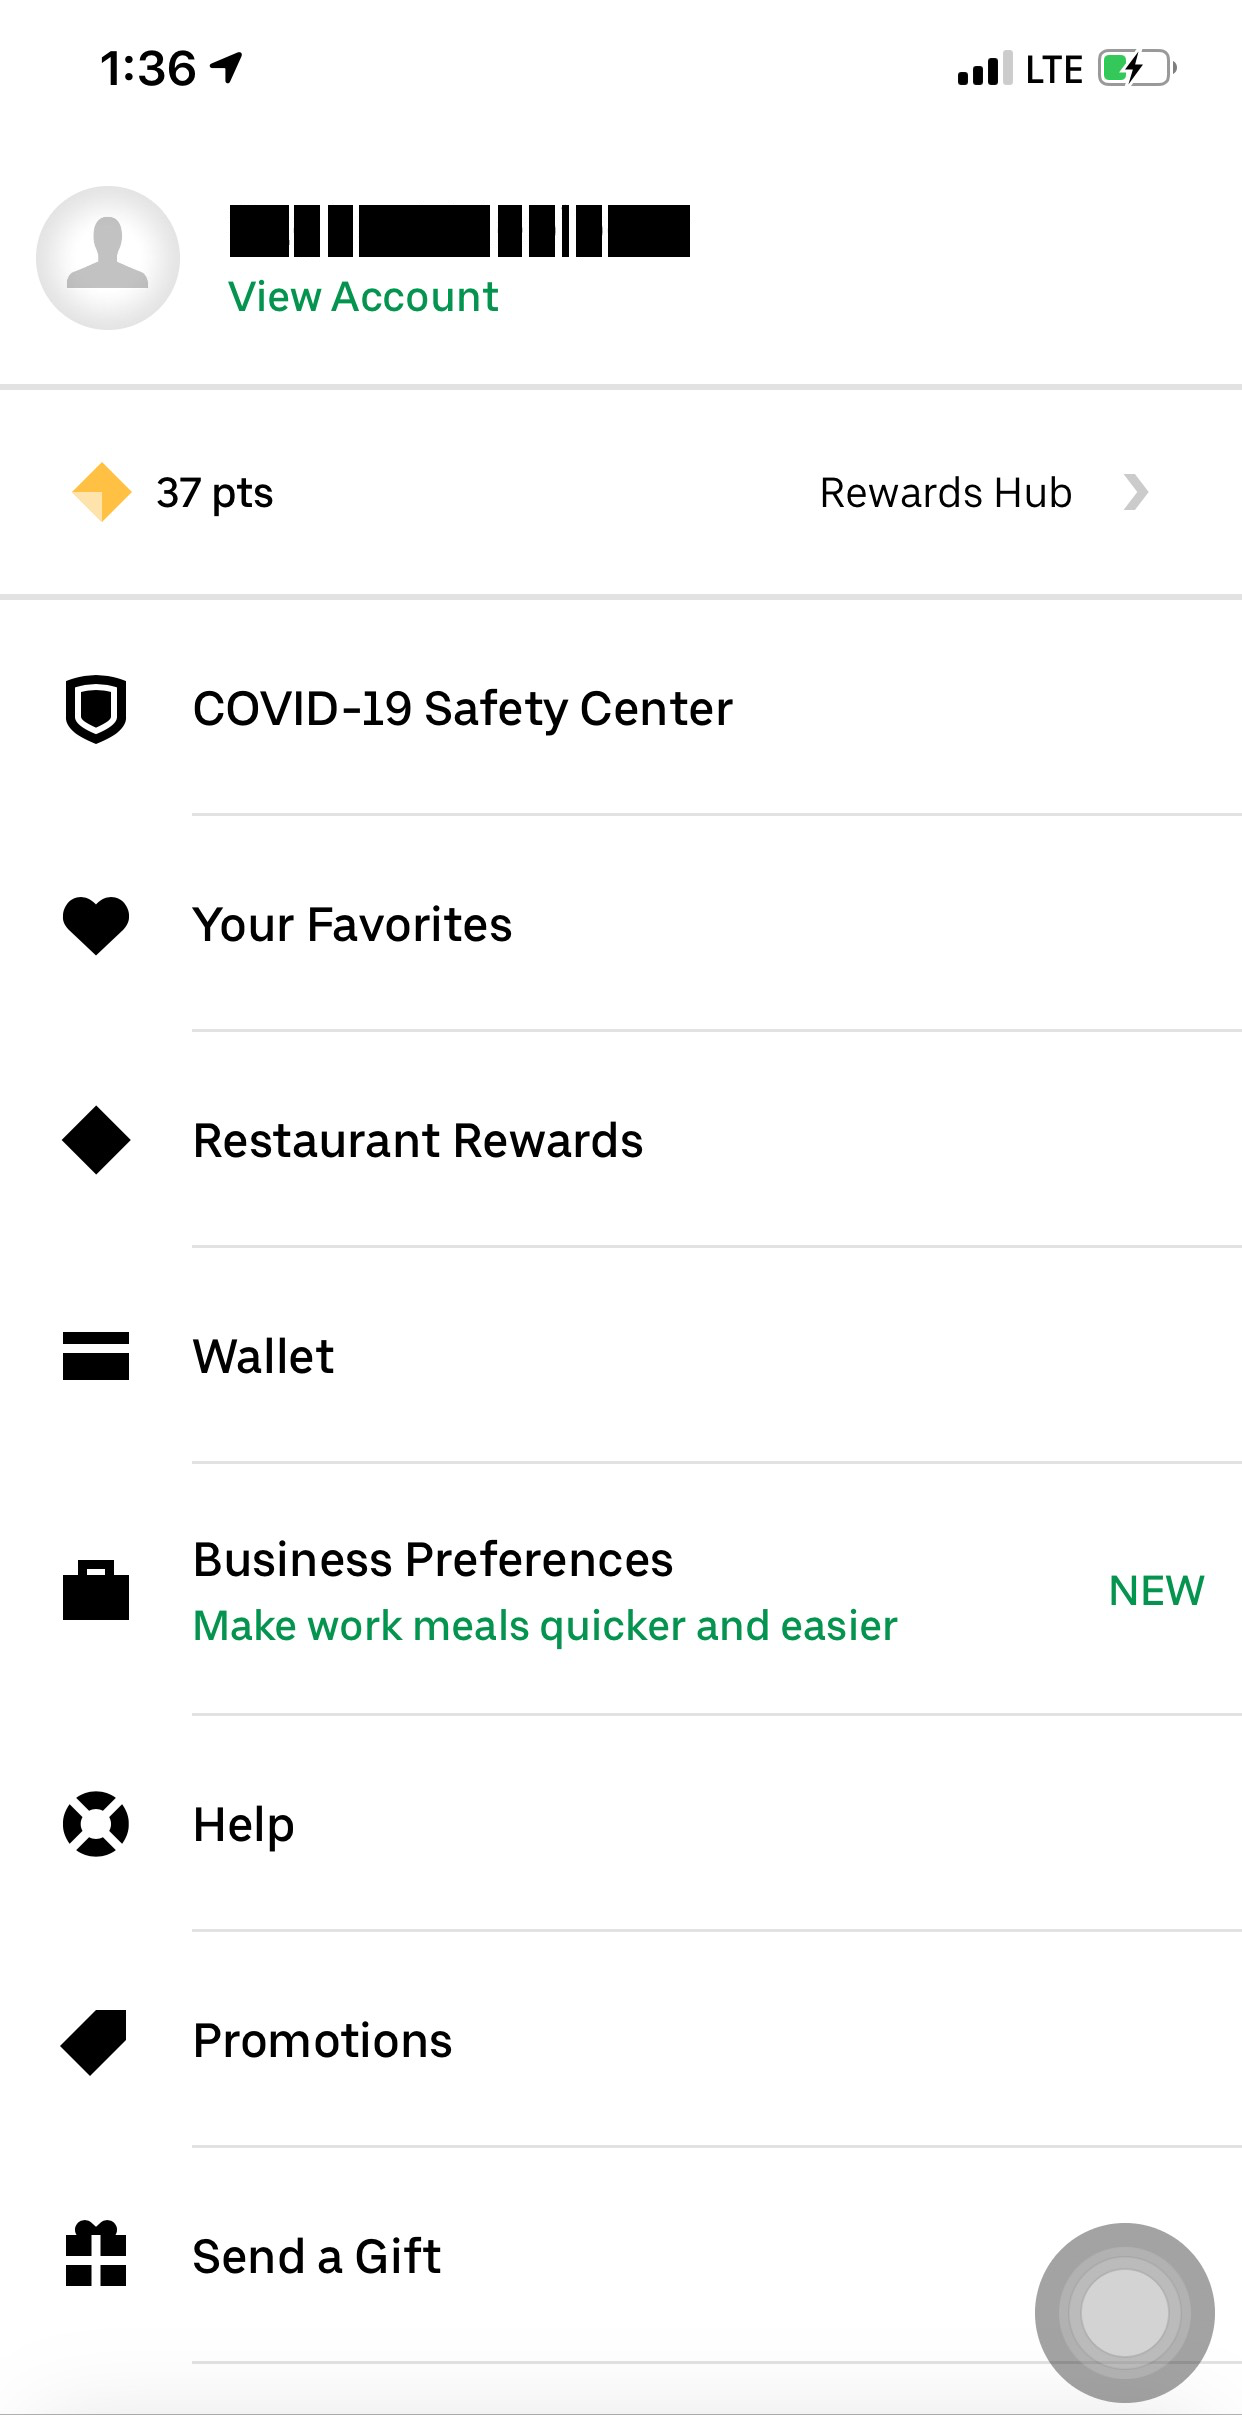 1:36
LTE
View Account
37 pts
Rewards Hub
COVID-19 Safety Center
Your Favorites
Restaurant Rewards
Wallet
Business Preferences
NEW
Make work meals quicker and easier
Help
Promotions
Send a Gift